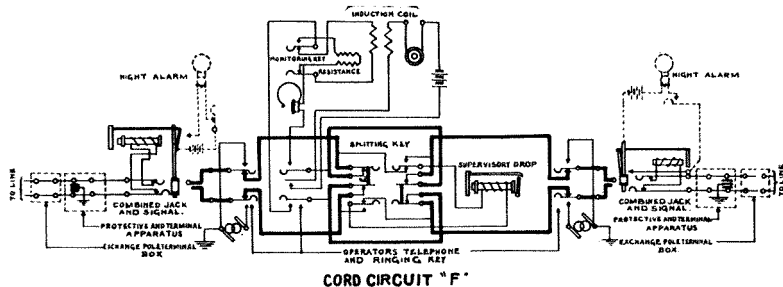 INDUCTION COIL
MONITORING KEY
RESISTANCE
NIGHT ALARM
NIGHT ALARM
SPLITTING KEY
SUPERVISORY DROP
TO LINE
TO LINE
COMBINED JACK
AND SIGNAL.
COMBINED JACK
AND SIGNAL.
PROTECTIVE AND TERMINAL
APPARATUS
PROTECTIVE AND TERMINAL
APPARATUS
EXCHANGE POLE TERMINAL
BOX
EXCHANGE POLE TERMINAL
BOX
OPERATORS TELEPHONE
AND RINGING KEY
CORD CIRCUIT "F"